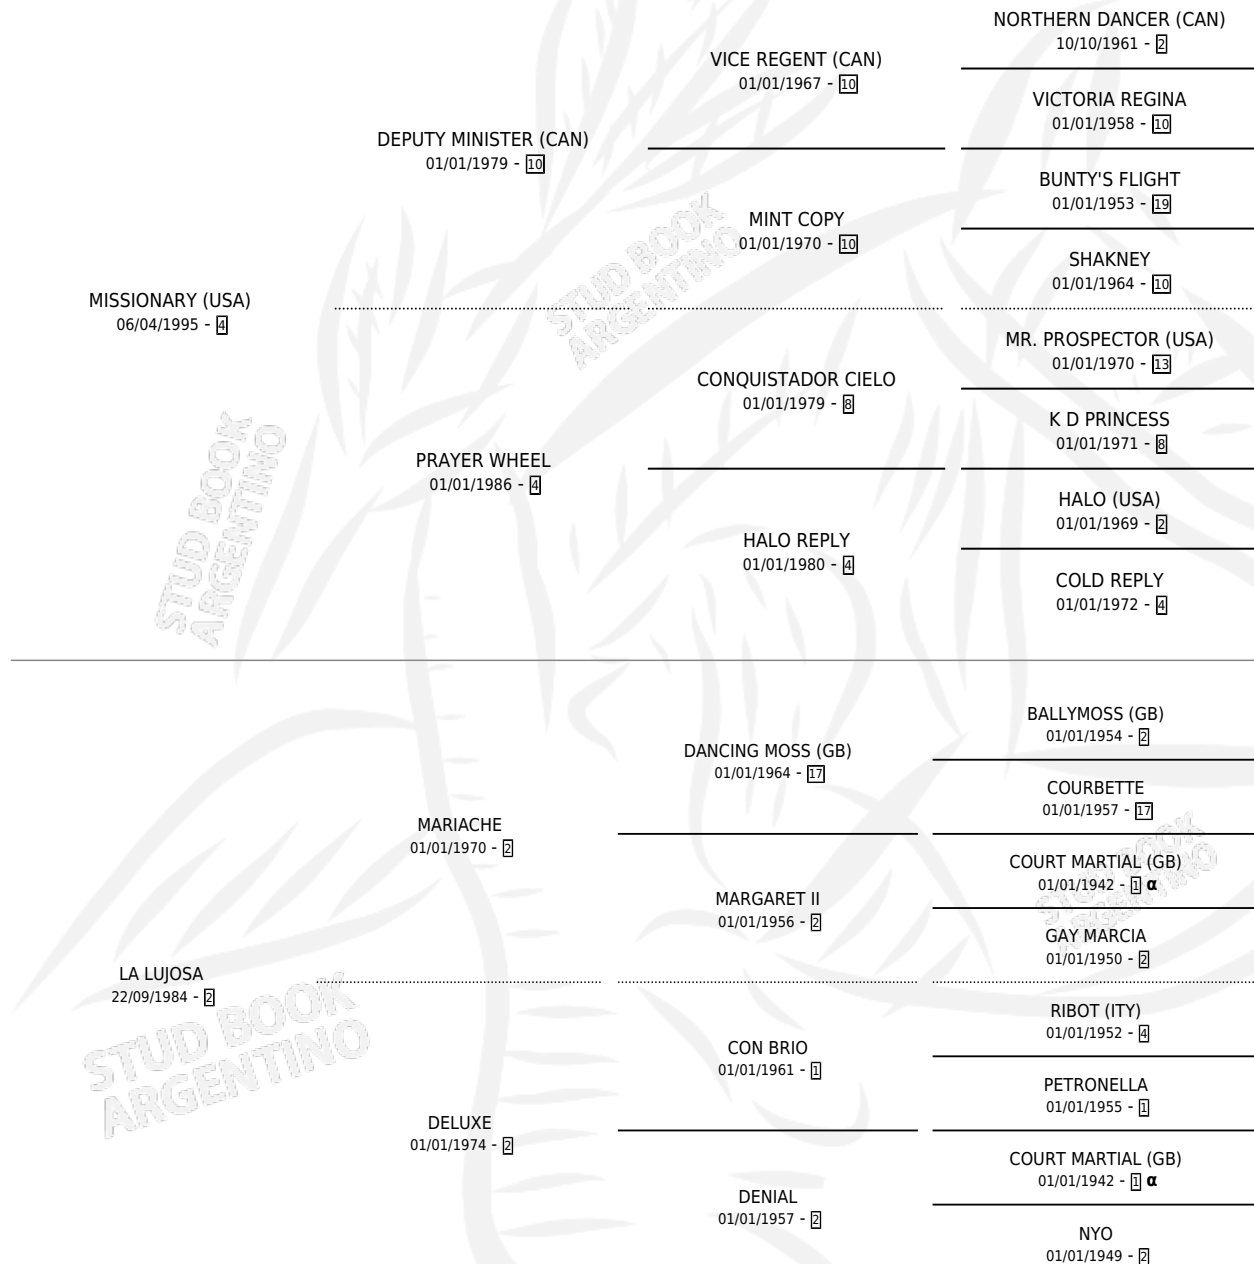 NORTHERN DANCER (CAN)
10/10/1961 - 2
VICE REGENT (CAN)
01/01/1967 - 10
VICTORIA REGINA
01/01/1958 - 10
DEPUTY MINISTER (CAN)
01/01/1979 - 10
BUNTY'S FLIGHT
01/01/1953 - 19
MINT COPY
01/01/1970 - 10
SHAKNEY
01/01/1964 - 10
MISSIONARY (USA)
06/04/1995 - 4
MR. PROSPECTOR (USA)
01/01/1970 - 13
CONQUISTADOR CIELO
01/01/1979 - 8
K D PRINCESS
01/01/1971 - 8
PRAYER WHEEL
01/01/1986 - 4
HALO (USA)
01/01/1969 - 2
HALO REPLY
01/01/1980 - 4
COLD REPLY
01/01/1972 - 4
BALLYMOSS (GB)
01/01/1954 - 2
DANCING MOSS (GB)
01/01/1964 - 17
COURBETTE
01/01/1957 - 17
MARIACHE
01/01/1970 - 2
COURT MARTIAL (GB)
01/01/1942 - 1 α
MARGARET II
01/01/1956 - 2
GAY MARCIA
01/01/1950 - 2
LA LUJOSA
22/09/1984 - 2
RIBOT (ITY)
01/01/1952 - 4
CON BRIO
01/01/1961 - 1
PETRONELLA
01/01/1955 - 1
DELUXE
01/01/1974 - 2
COURT MARTIAL (GB)
01/01/1942 - 1 α
DENIAL
01/01/1957 - 2
NYO
01/01/1949 - 2
STUD BOOK
ARGENTINO
STUD BOOK
ARGENTINO
STUD BOOK
ARGENTINO
STUD BOOK
ARGENTINO